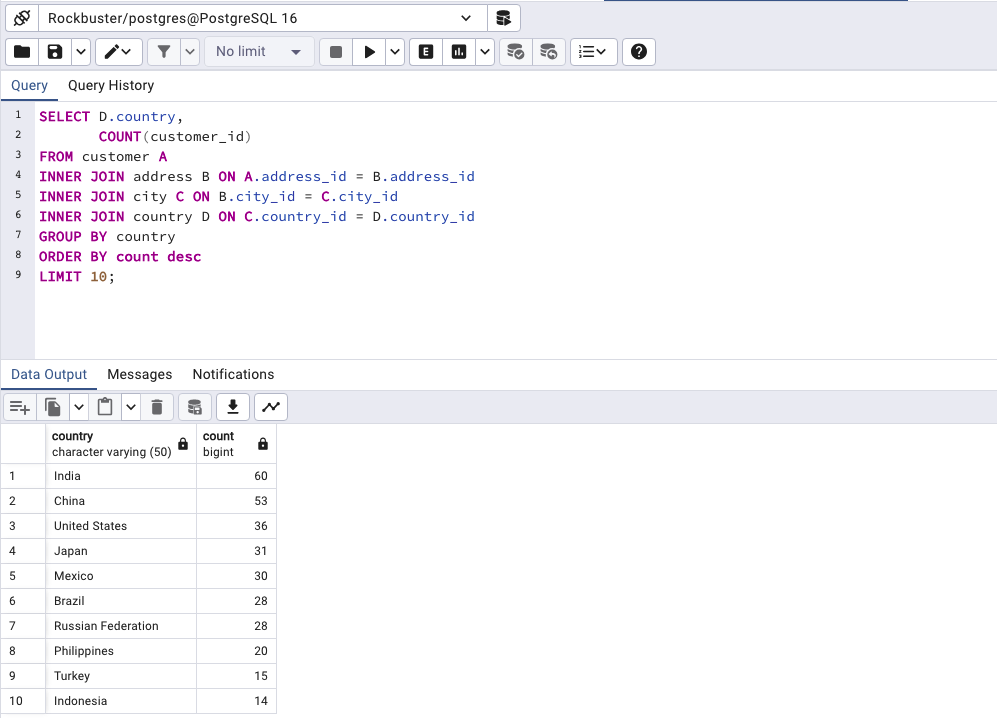 Rockbuster/postgres@PostgreSQL 16
No limit
E
?
Query Query History
1 SELECT D.country,
2 COUNT(customer_id)
3 FROM customer A
4 INNER JOIN address B ON A.address_id = B.address_id
5 INNER JOIN city C ON B.city_id = C.city_id
6 INNER JOIN country D ON C.country_id = D.country_id
7 GROUP BY country
8 ORDER BY count desc
9 LIMIT 10;
Data Output Messages Notifications
country count
character varying (50) bigint
1 India 60
2 China 53
3 United States 36
4 Japan 31
5 Mexico 30
6 Brazil 28
7 Russian Federation 28
8 Philippines 20
9 Turkey 15
10 Indonesia 14